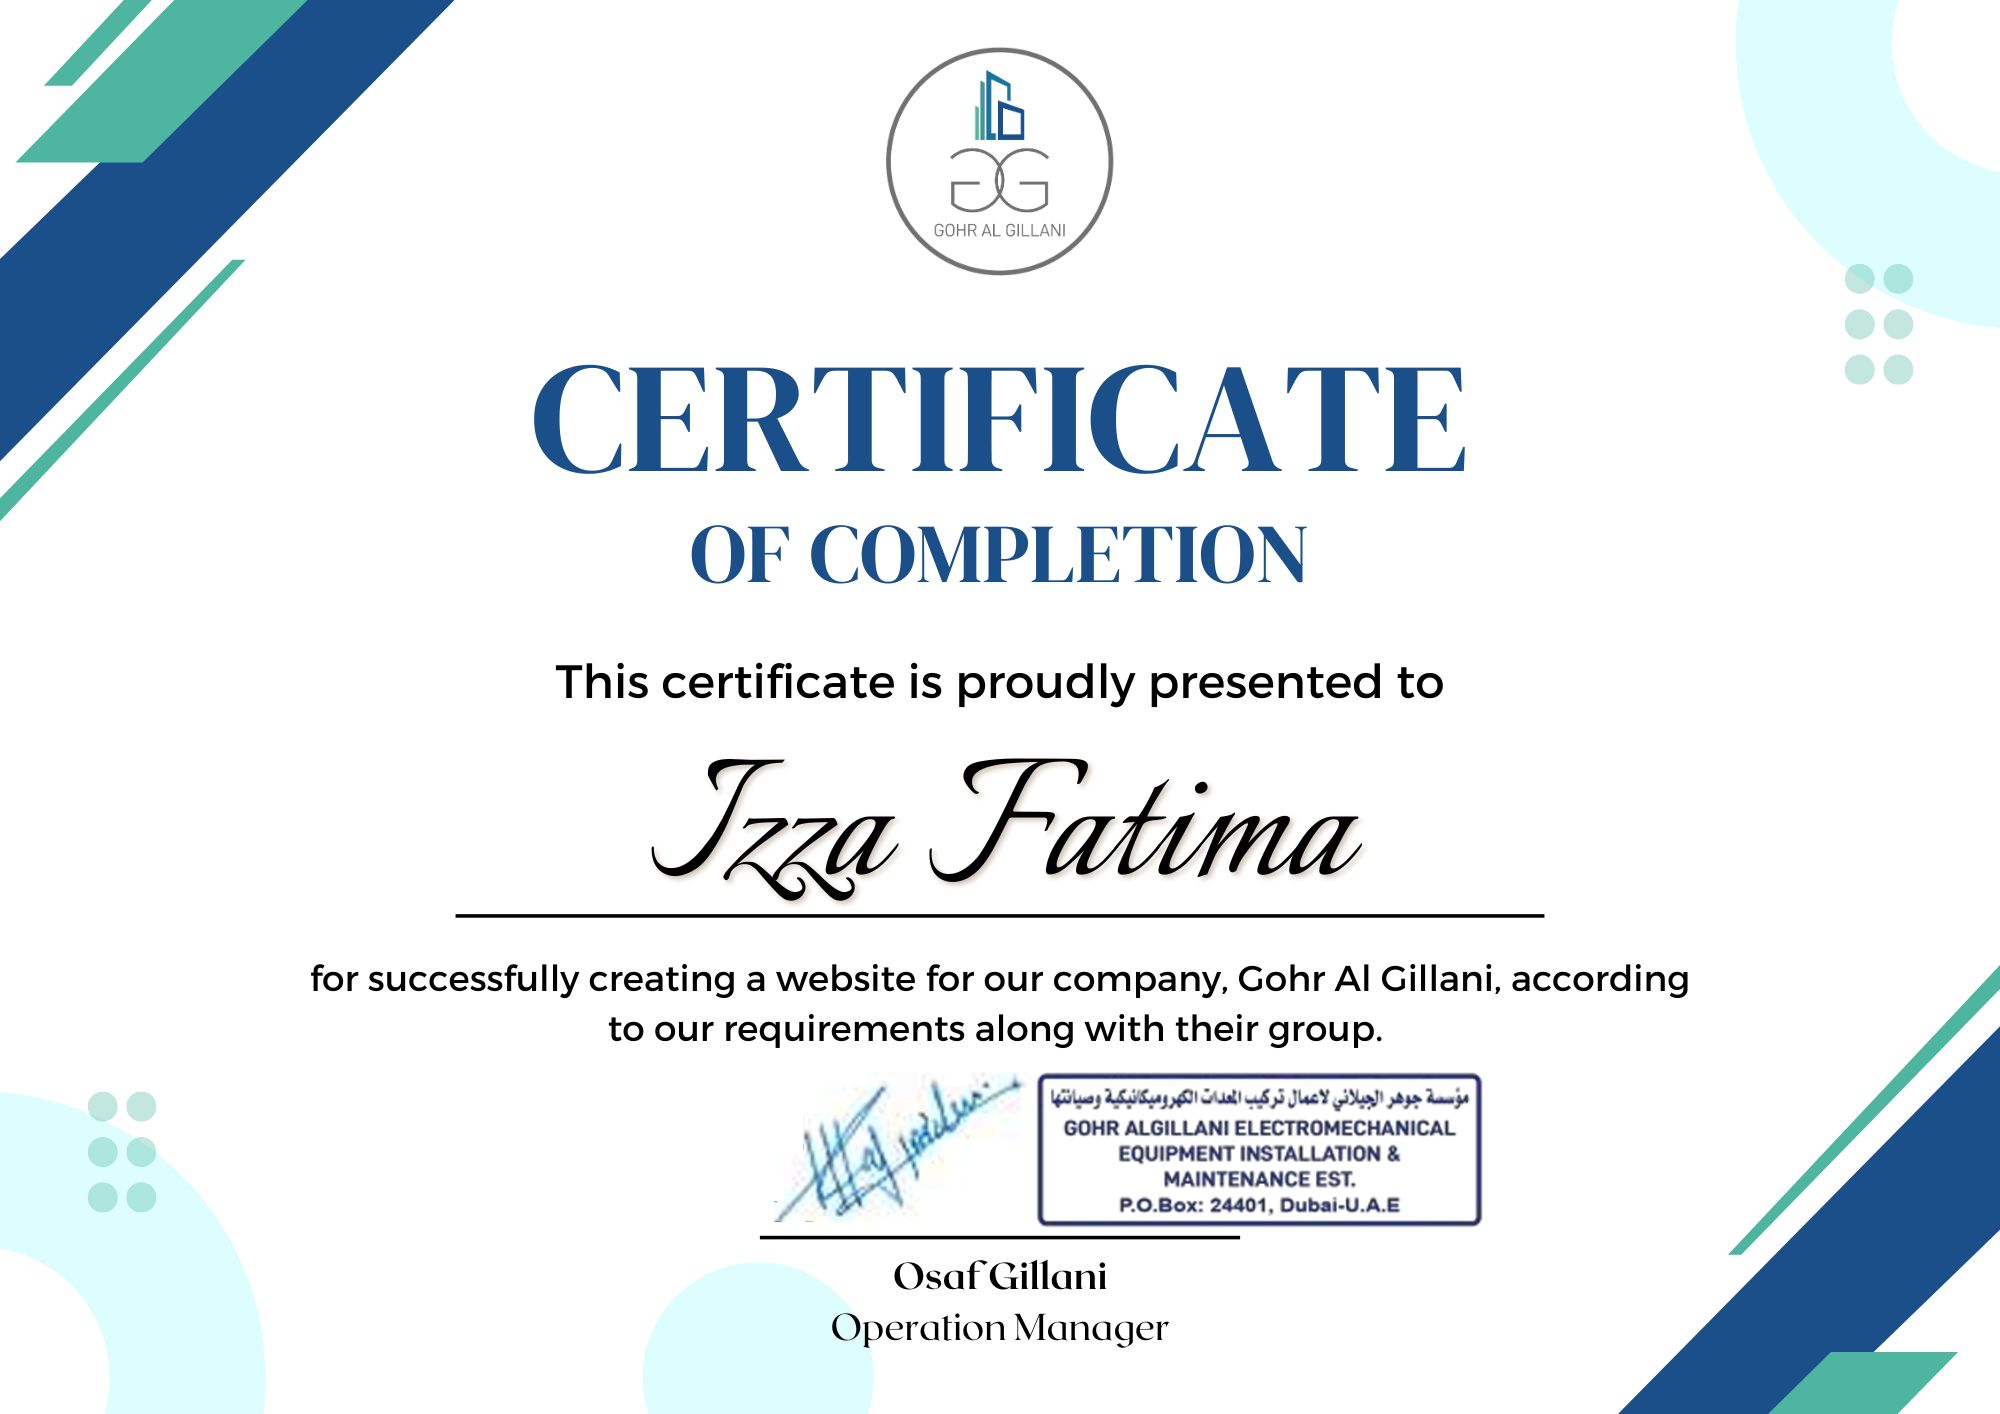 GOHR AL GILLANI
CERTIFICATE
OF COMPLETION
This certificate is proudly presented to
Izza Fatima
for successfully creating a website for our company, Gohr Al Gillani, according
to our requirements along with their group.
مؤسسة جوهر الجيلاني لاعمال تركيب المعدات الكهروميكانيكية وصيانتها
GOHR ALGILLANI ELECTROMECHANICAL
EQUIPMENT INSTALLATION &
MAINTENANCE EST.
P.O.Box: 24401, Dubai-U.A.E
Osaf Gillani
Operation Manager